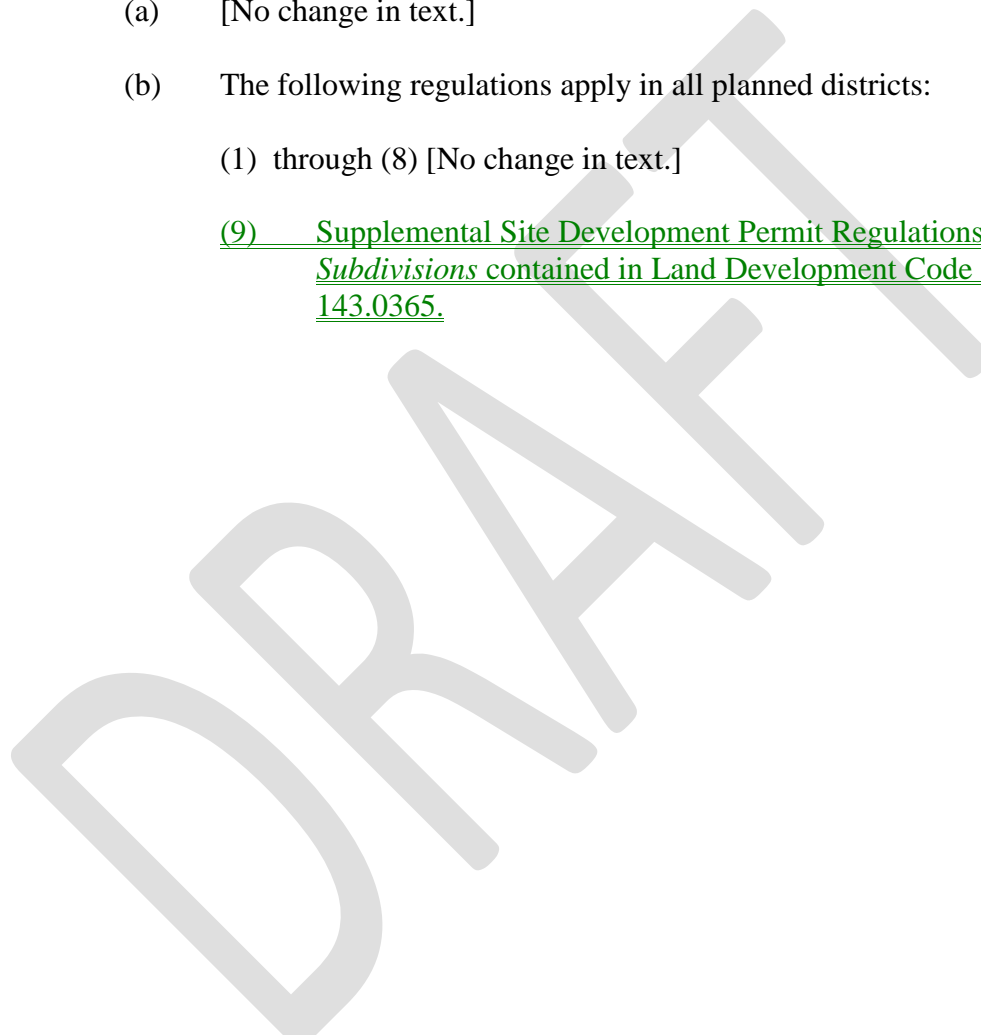 (a) [No change in text.]
(b) The following regulations apply in all planned districts:
(1) through (8) [No change in text.]
(9) Supplemental Site Development Permit Regulations
Subdivisions contained in Land Development Code
143.0365.
DRAFT